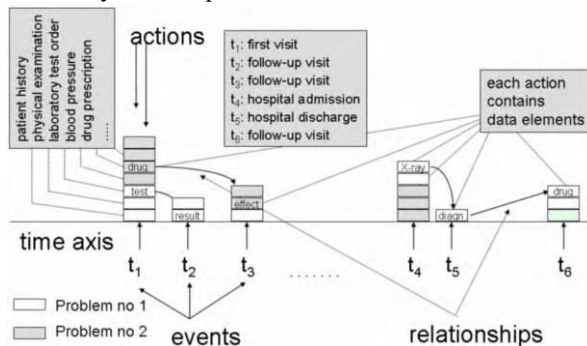 actions
patient history
physical examination
laboratory test order
blood pressure
drug prescription
.....
t₁: first visit
t₂: follow-up visit
t₃: follow-up visit
t₄: hospital admission
t₅: hospital discharge
t₆: follow-up visit
each action
contains
data elements
drug
test
result
effect
X-ray
diagn
drug
time axis
t₁
t₂
t₃
.......
t₄
t₅
t₆
Problem no 1
Problem no 2
events
relationships